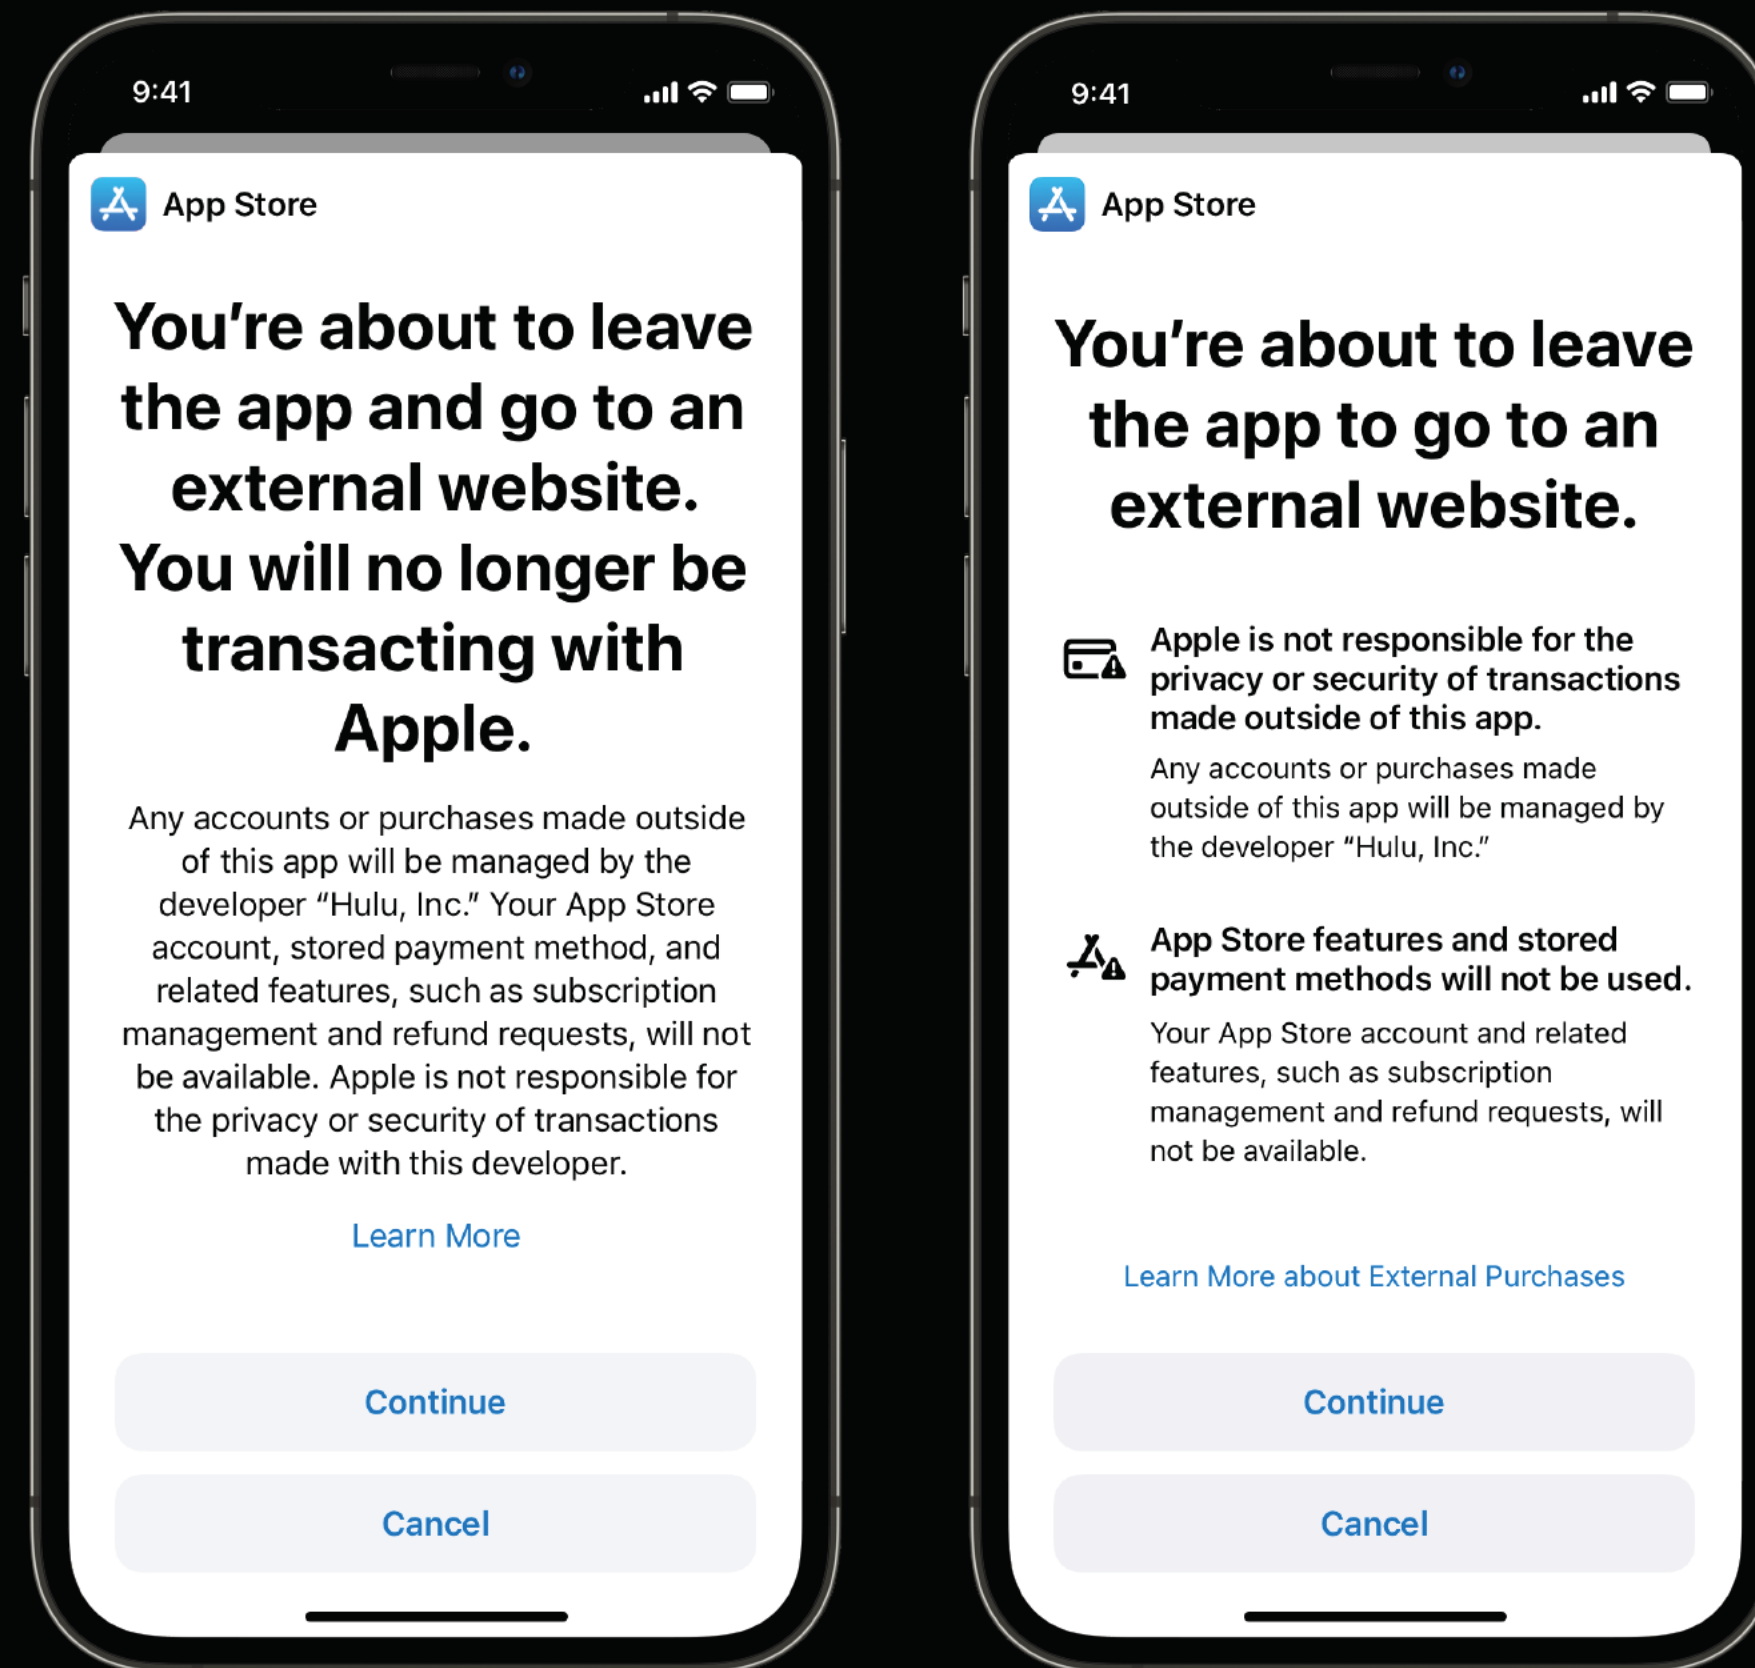 9:41
App Store
You’re about to leave
the app and go to an
external website.
You will no longer be
transacting with
Apple.
Any accounts or purchases made outside
of this app will be managed by the
developer “Hulu, Inc.” Your App Store
account, stored payment method, and
related features, such as subscription
management and refund requests, will not
be available. Apple is not responsible for
the privacy or security of transactions
made with this developer.
Learn More
Continue
Cancel
9:41
App Store
You’re about to leave
the app to go to an
external website.
Apple is not responsible for the
privacy or security of transactions
made outside of this app.
Any accounts or purchases made
outside of this app will be managed by
the developer “Hulu, Inc.”
App Store features and stored
payment methods will not be used.
Your App Store account and related
features, such as subscription
management and refund requests, will
not be available.
Learn More about External Purchases
Continue
Cancel